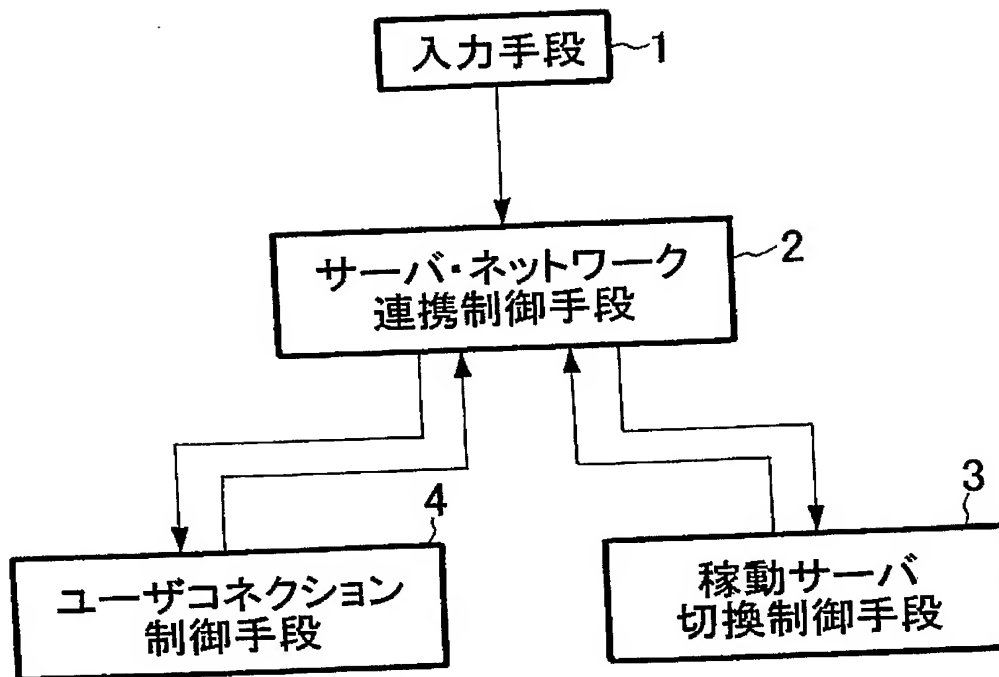 入力手段
1
サーバ・ネットワーク
連携制御手段
2
4
ユーザコネクション
制御手段
3
稼動サーバ
切換制御手段